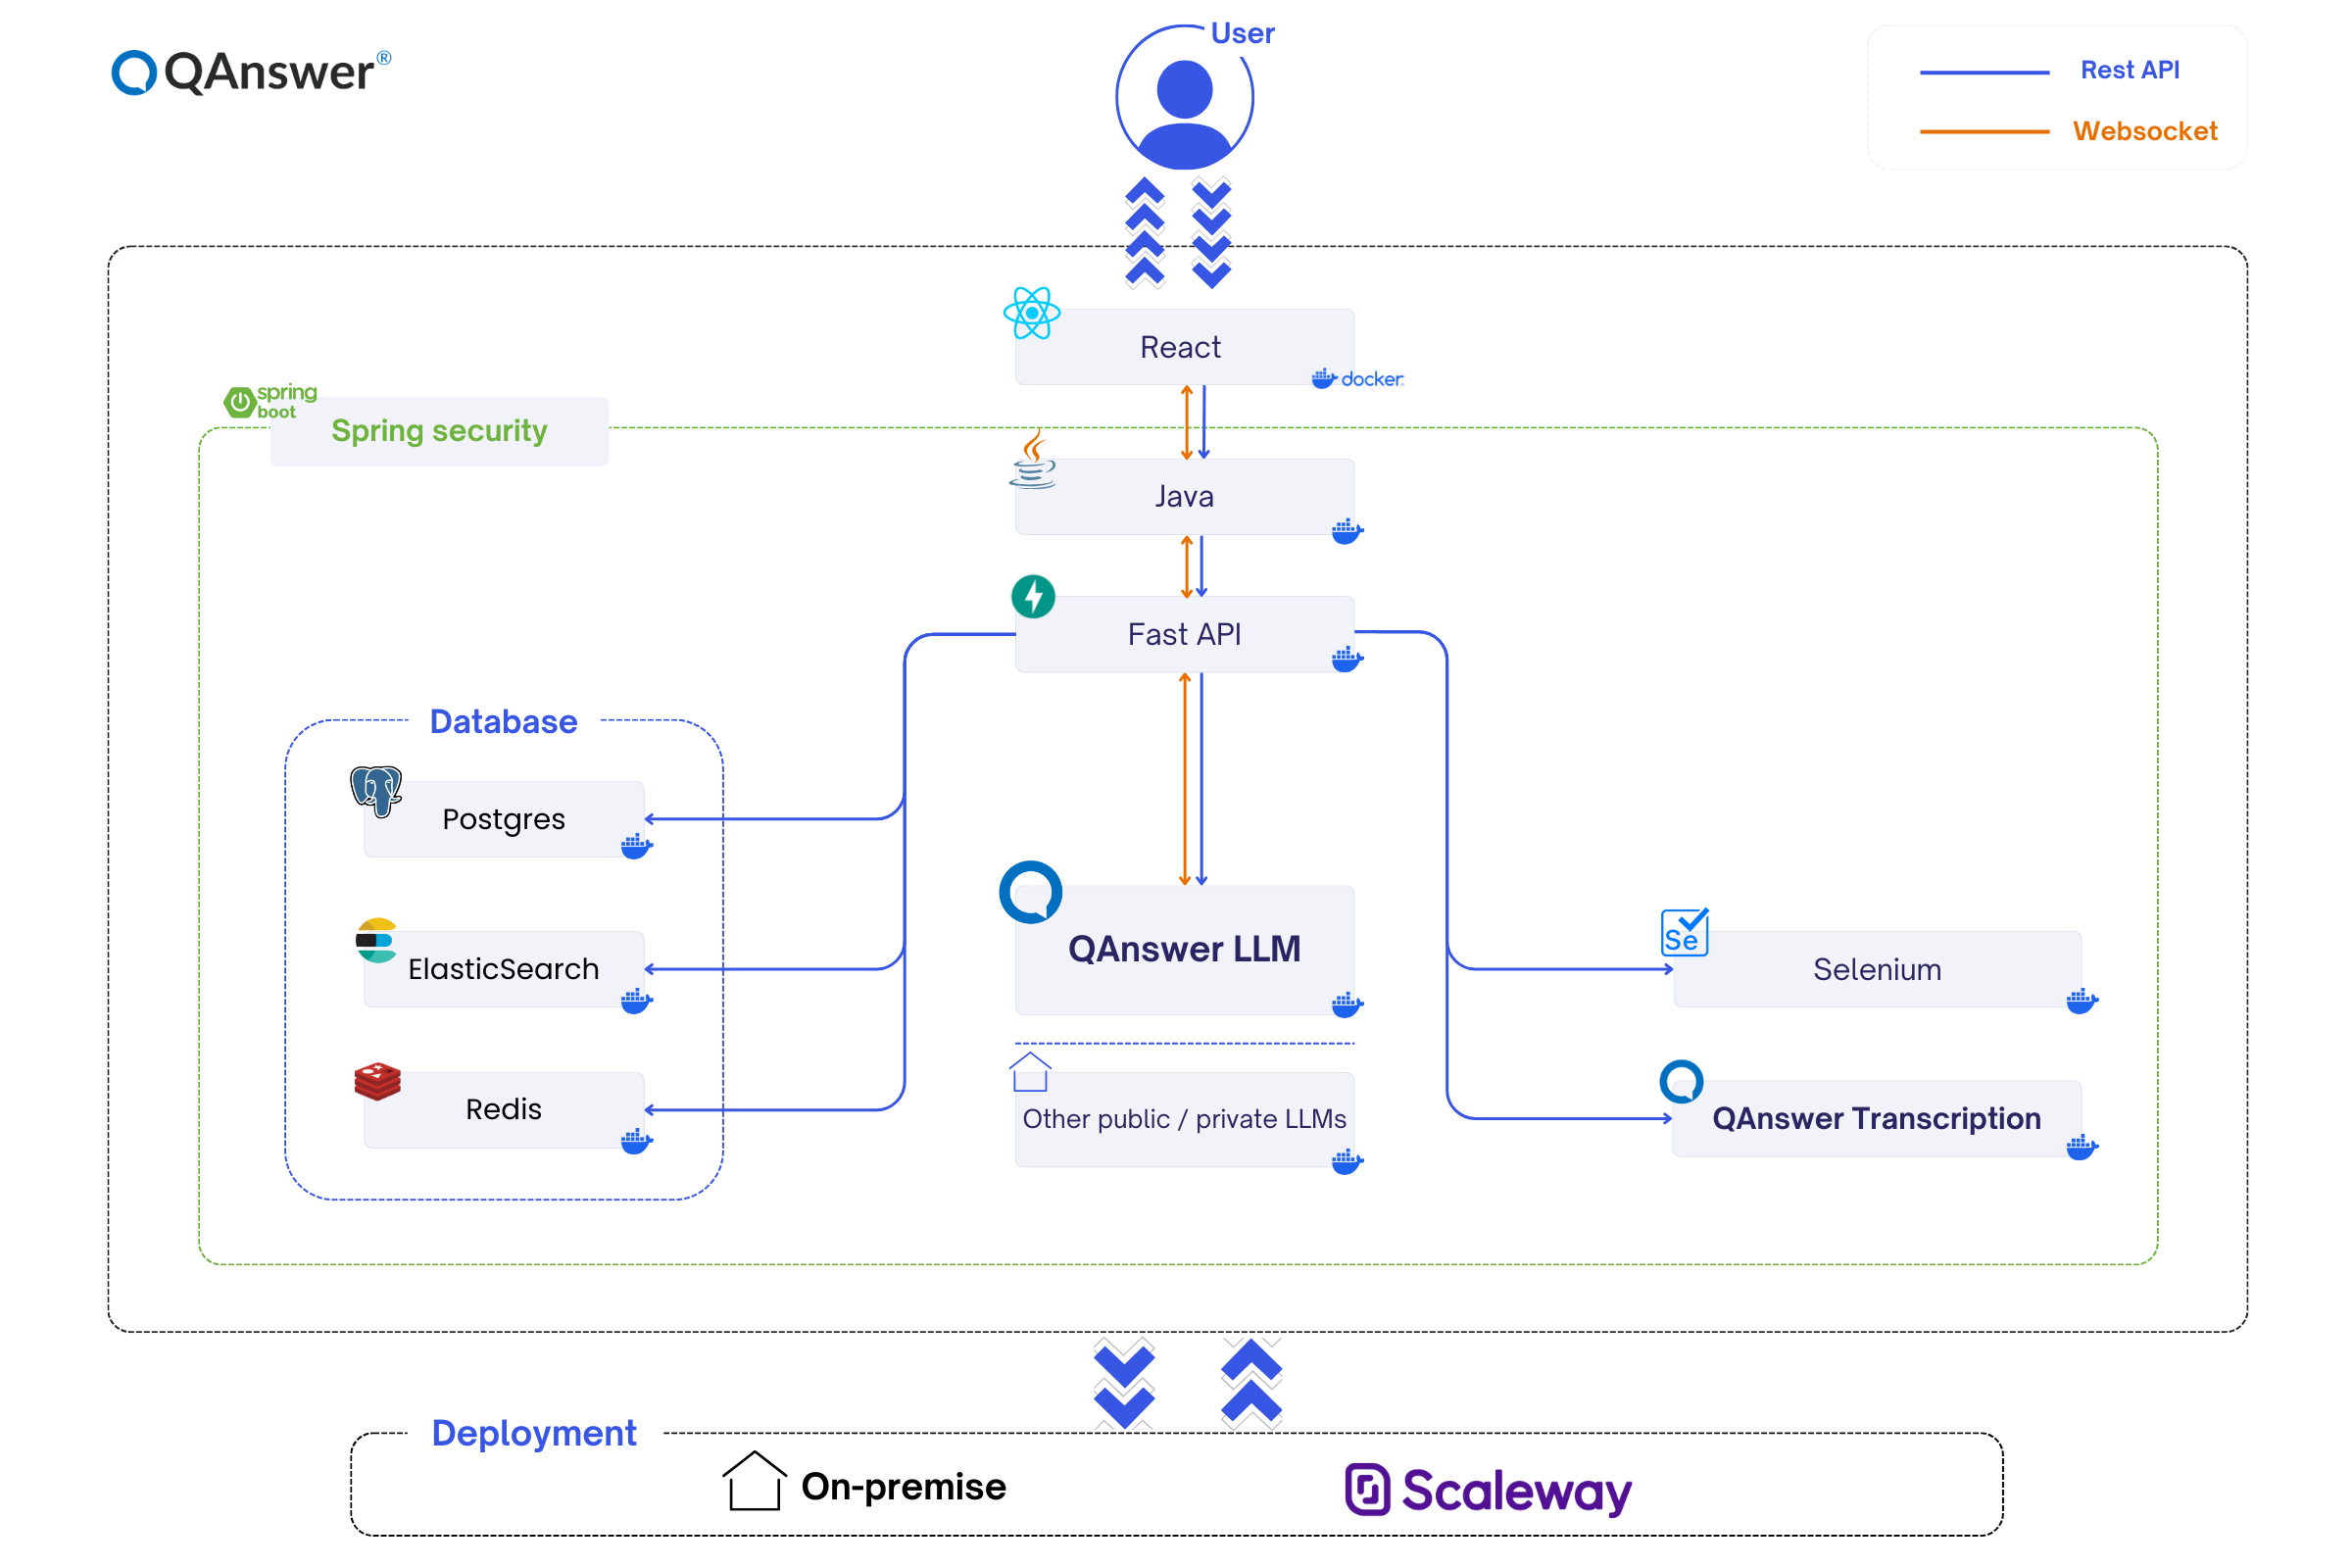 QAnswer®
User
Rest API
Websocket
React
docker
spring
boot
Spring security
Java
Fast API
Database
Postgres
ElasticSearch
Redis
QAnswer LLM
Other public / private LLMs
Se
Selenium
QAnswer Transcription
Deployment
On-premise
Scaleway